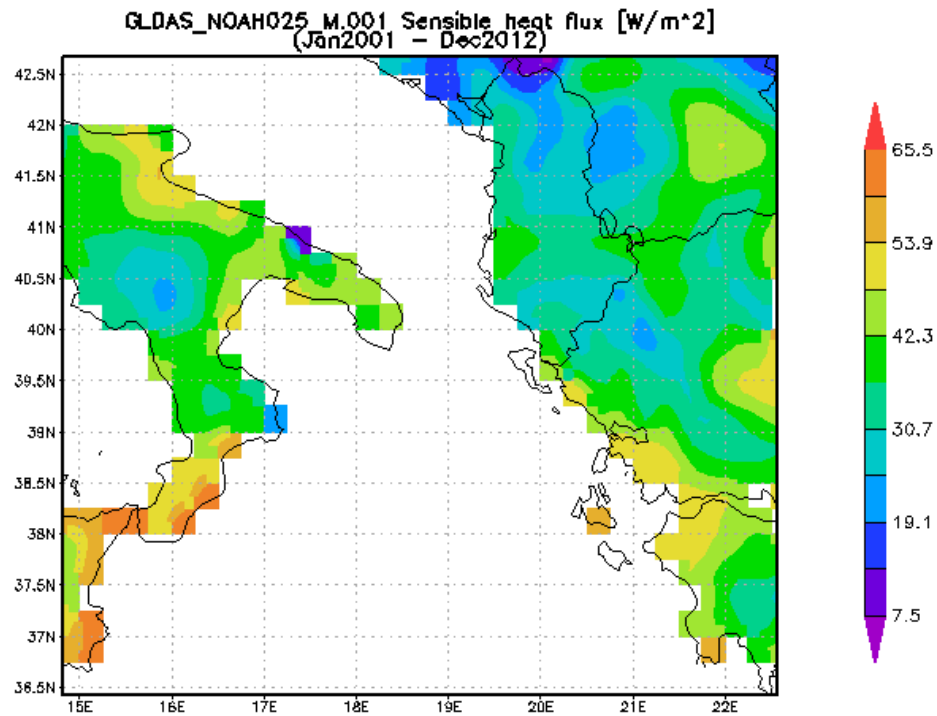 GLDAS_NOAH025_M.001 Sensible heat flux [W/m^2]
(Jan2001 - Dec2012)
42.5N
42N
41.5N
41N
40.5N
40N
39.5N
39N
38.5N
38N
37.5N
37N
36.5N
15E 16E 17E 18E 19E 20E 21E 22E
65.5
53.9
42.3
30.7
19.1
7.5